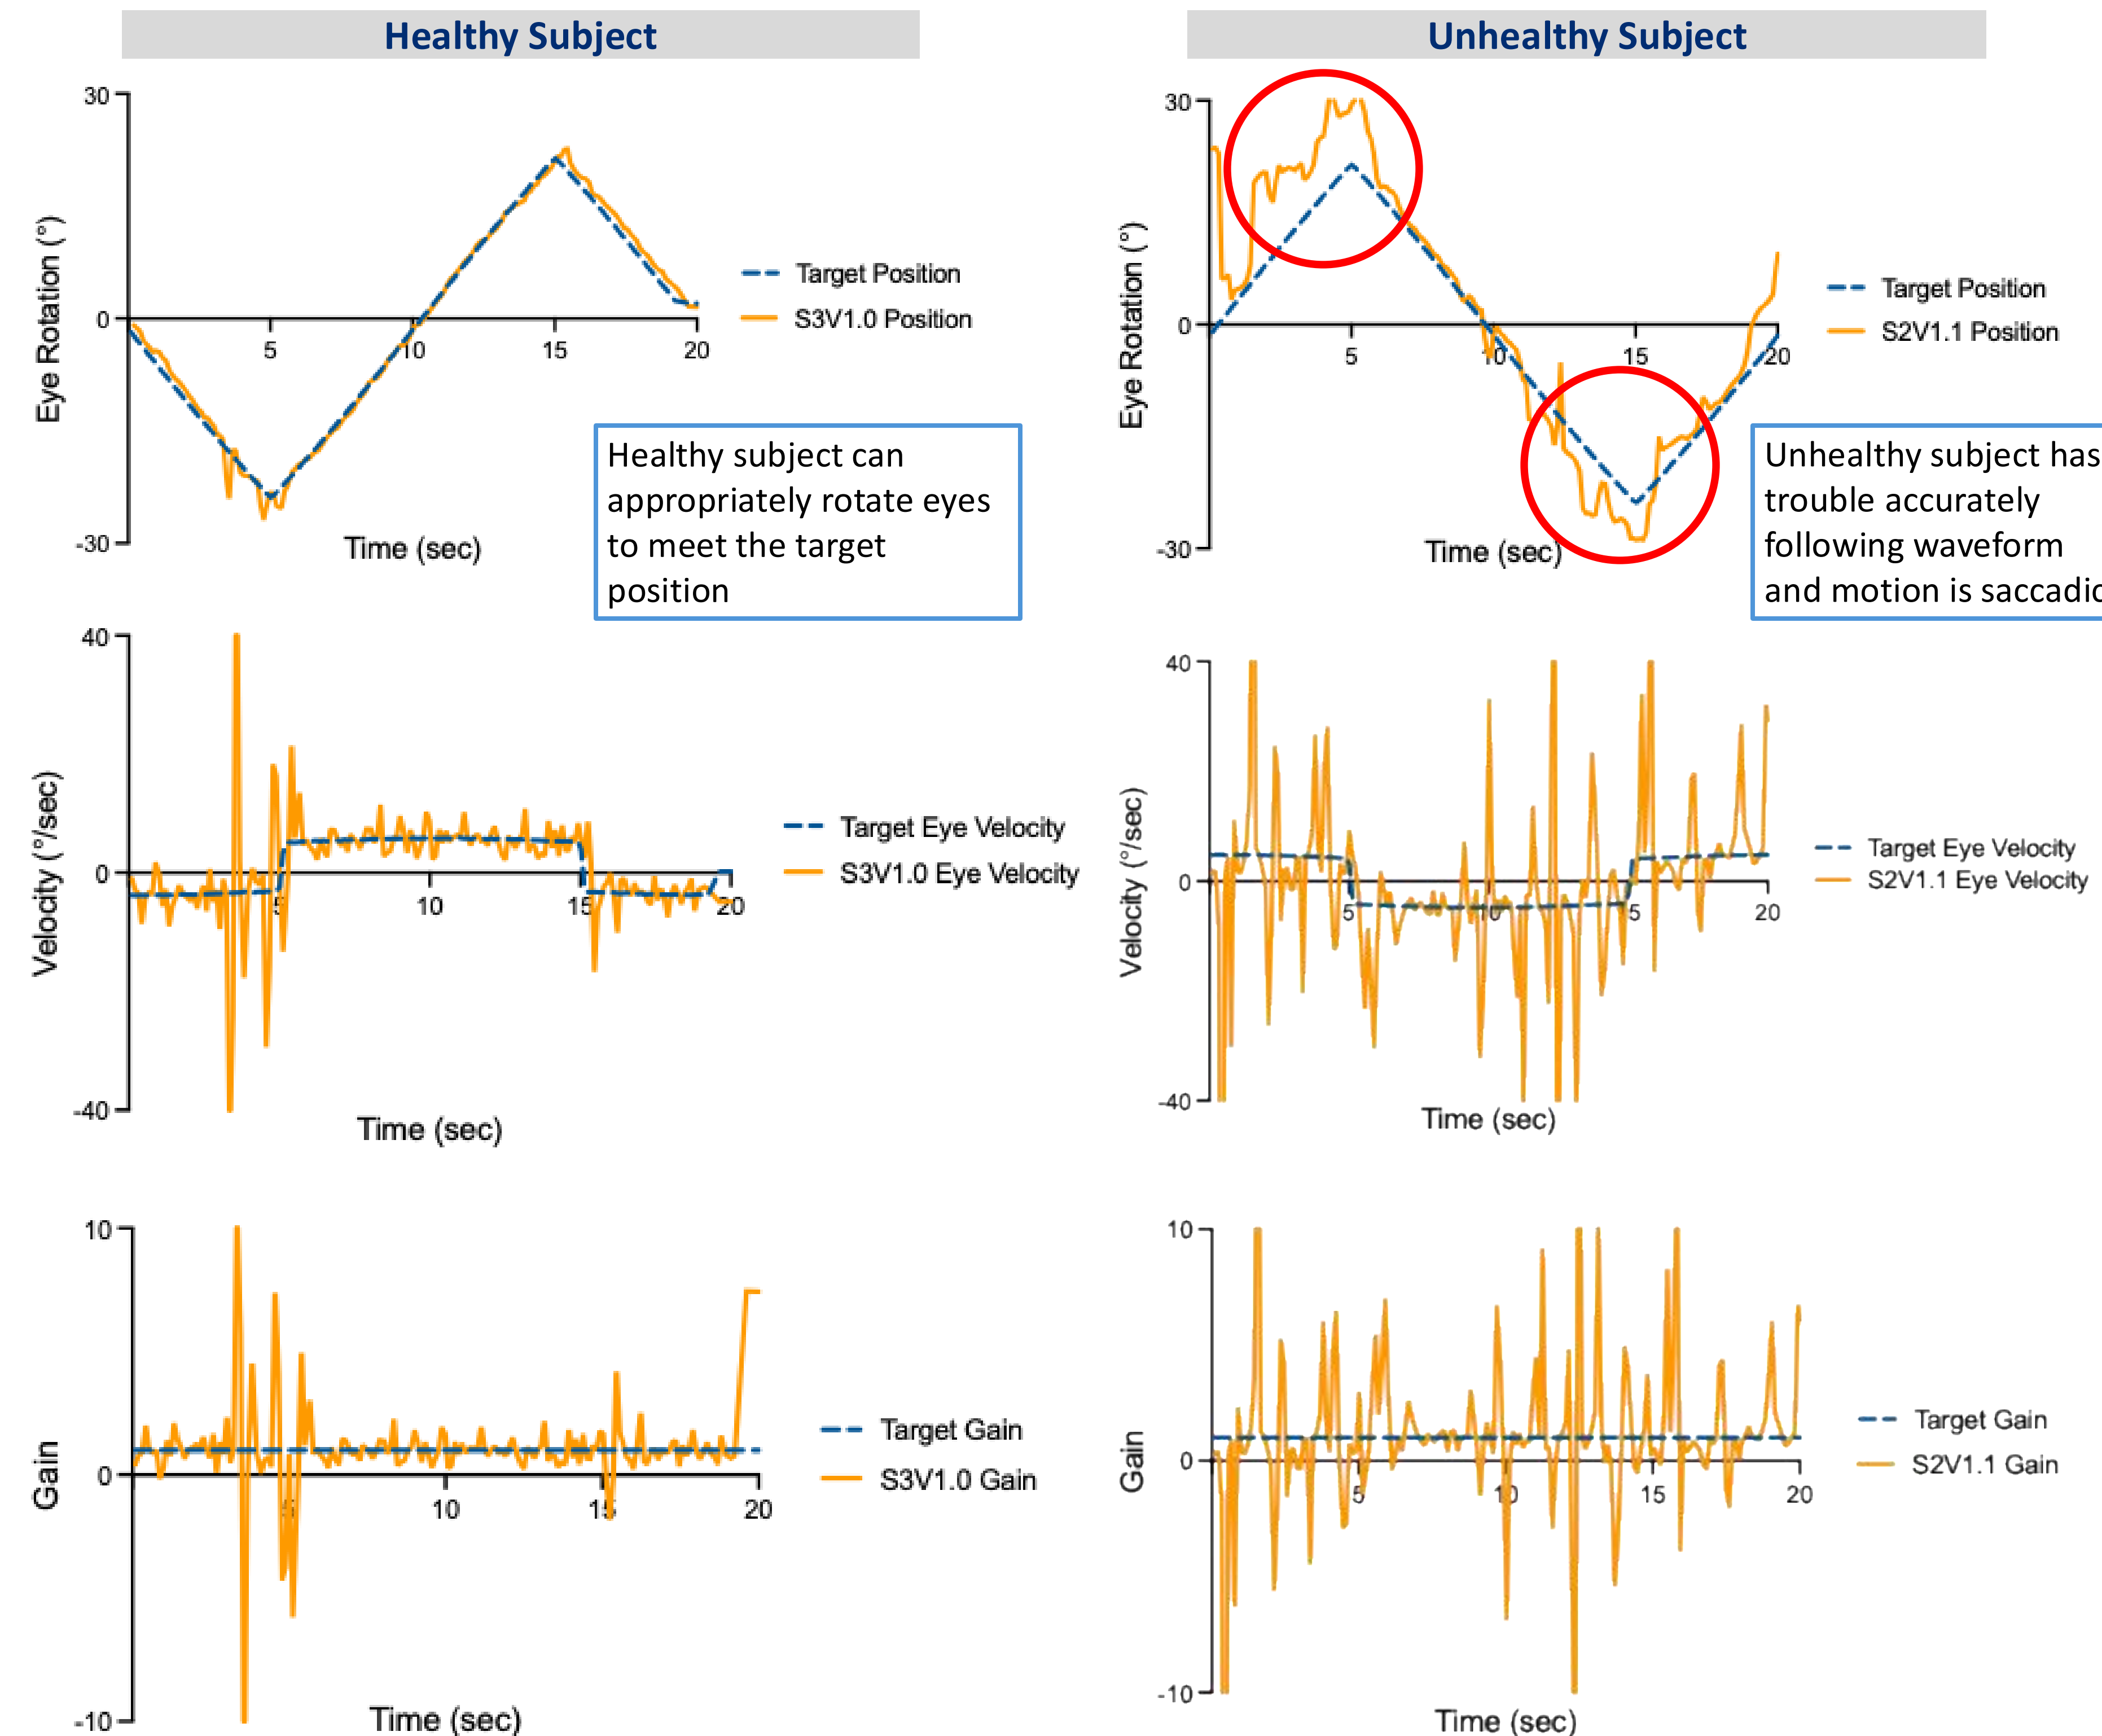 Healthy Subject
Unhealthy Subject
30
0
-30
5
10
15
20
Eye Rotation (°)
Time (sec)
Target Position
S3V1.0 Position
Healthy subject can
appropriately rotate eyes
to meet the target
position
30
0
-30
5
10
15
20
Eye Rotation (°)
Time (sec)
Target Position
S2V1.1 Position
Unhealthy subject has
trouble accurately
following waveform
and motion is saccadic
40
0
-40
5
10
15
20
Velocity (°/sec)
Time (sec)
Target Eye Velocity
S3V1.0 Eye Velocity
40
0
-40
5
10
15
20
Velocity (°/sec)
Time (sec)
Target Eye Velocity
S2V1.1 Eye Velocity
10
0
-10
5
10
15
20
Gain
Time (sec)
Target Gain
S3V1.0 Gain
10
0
-10
5
10
15
20
Gain
Time (sec)
Target Gain
S2V1.1 Gain